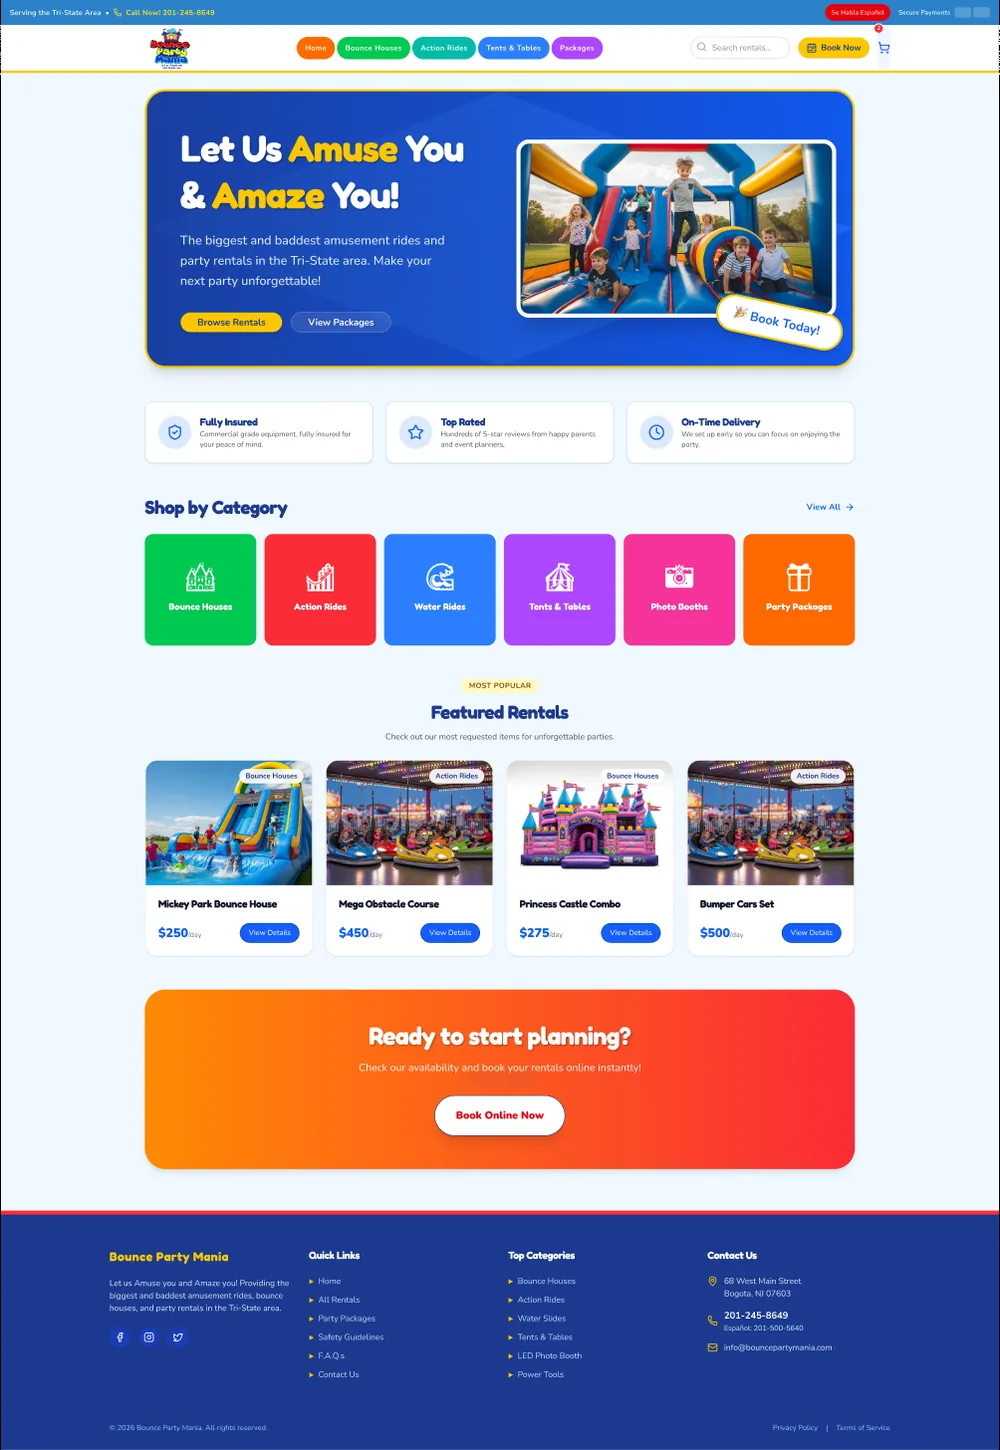 Serving the Tri-State Area • Call Now! 201-245-8649
Se Habla Español
Secure Payments
Bounce
Party
Mania
Home
Bounce Houses
Action Rides
Tents & Tables
Packages
Search rentals...
Book Now
2
Let Us Amuse You
& Amaze You!
The biggest and baddest amusement rides and
party rentals in the Tri-State area. Make your
next party unforgettable!
Browse Rentals
View Packages
🎉 Book Today!
Fully Insured
Commercial grade equipment, fully insured for
your peace of mind.
Top Rated
Hundreds of 5-star reviews from happy parents
and event planners.
On-Time Delivery
We set up early so you can focus on enjoying the
party.
Shop by Category
View All →
Bounce Houses
Action Rides
Water Rides
Tents & Tables
Photo Booths
Party Packages
MOST POPULAR
Featured Rentals
Check out our most requested items for unforgettable parties.
Bounce Houses
Mickey Park Bounce House
$250/day
View Details
Action Rides
Mega Obstacle Course
$450/day
View Details
Bounce Houses
Princess Castle Combo
$275/day
View Details
Action Rides
Bumper Cars Set
$500/day
View Details
Ready to start planning?
Check our availability and book your rentals online instantly!
Book Online Now
Bounce Party Mania
Let us Amuse you and Amaze you! Providing the
biggest and baddest amusement rides, bounce
houses, and party rentals in the Tri-State area.
Quick Links
▸ Home
▸ All Rentals
▸ Party Packages
▸ Safety Guidelines
▸ F.A.Q.s
▸ Contact Us
Top Categories
▸ Bounce Houses
▸ Action Rides
▸ Water Slides
▸ Tents & Tables
▸ LED Photo Booth
▸ Power Tools
Contact Us
68 West Main Street
Bogota, NJ 07603
201-245-8649
Español: 201-500-5640
info@bouncepartymania.com
© 2026 Bounce Party Mania. All rights reserved.
Privacy Policy | Terms of Service